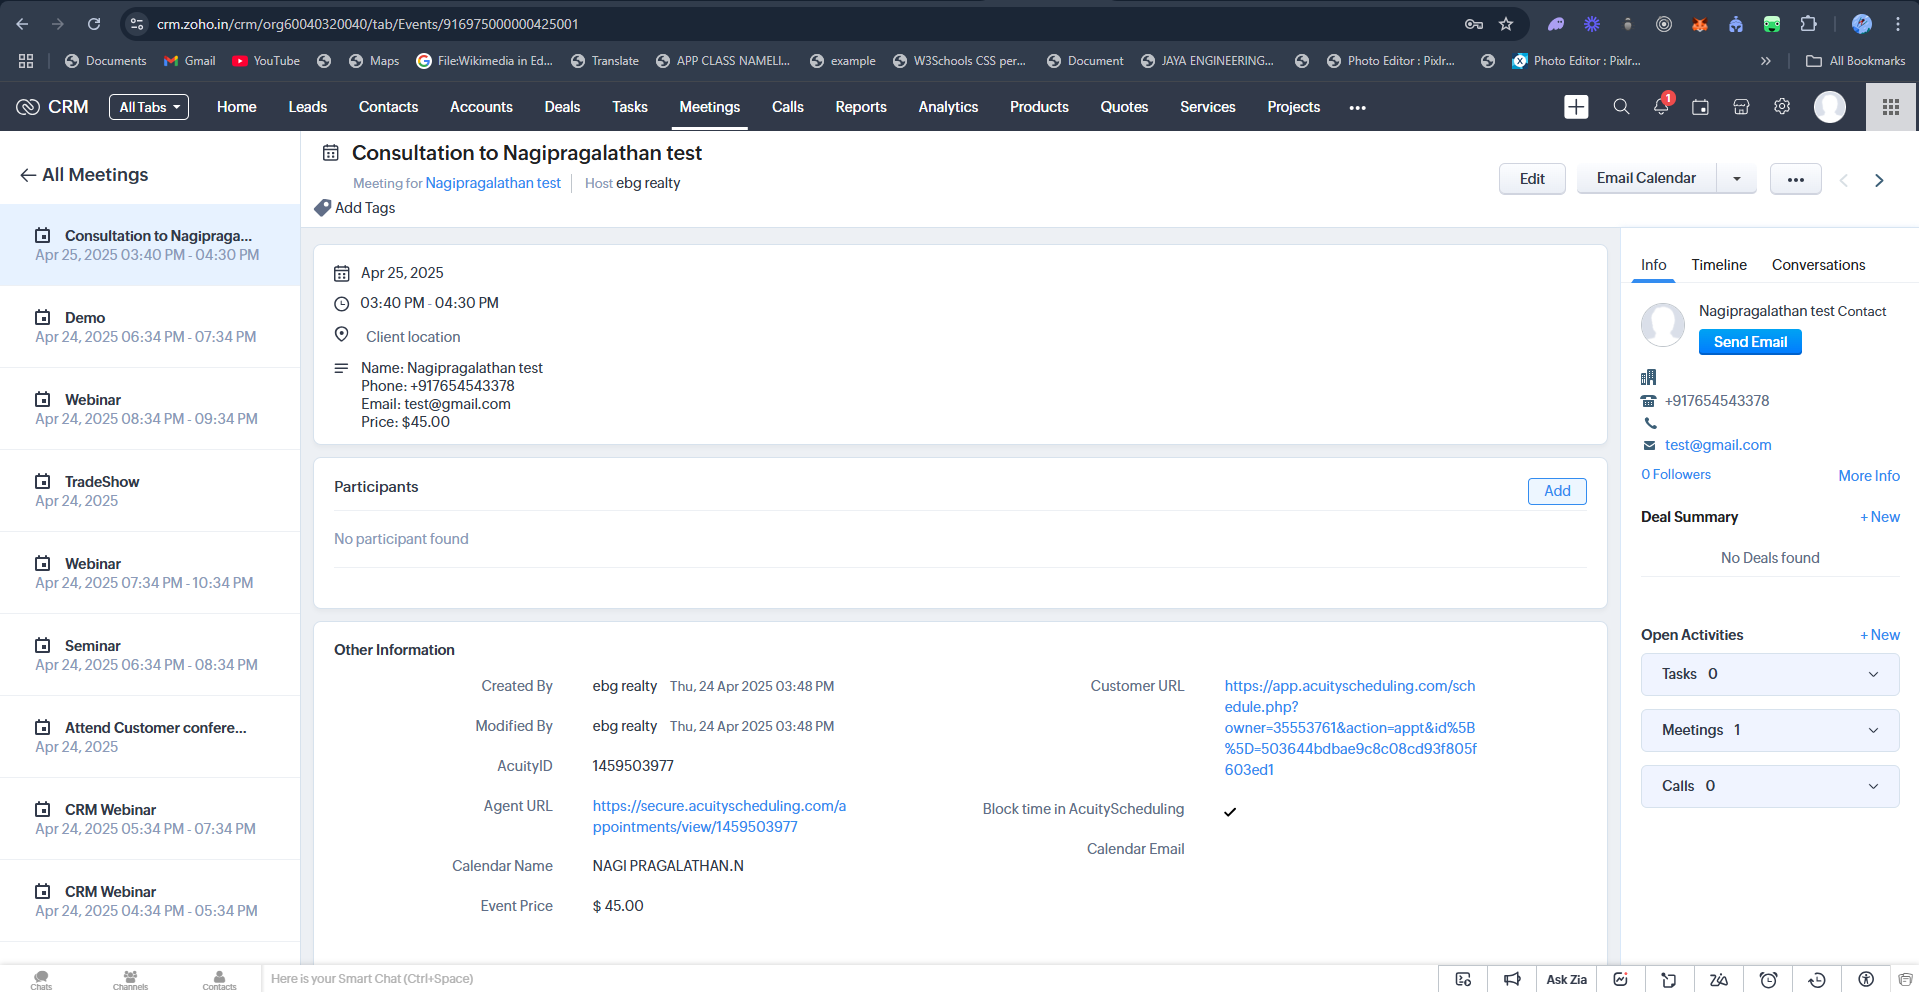 crm.zoho.in/crm/org60040320040/tab/Events/916975000000425001
Documents Gmail YouTube Maps File:Wikimedia in Ed... Translate APP CLASS NAMELI... example W3Schools CSS per... Document JAYA ENGINEERING... Photo Editor : Pixlr... Photo Editor : Pixlr... » All Bookmarks
CRM All Tabs Home Leads Contacts Accounts Deals Tasks Meetings Calls Reports Analytics Products Quotes Services Projects ••• 1
All Meetings
Consultation to Nagipraga...
Apr 25, 2025 03:40 PM - 04:30 PM
Demo
Apr 24, 2025 06:34 PM - 07:34 PM
Webinar
Apr 24, 2025 08:34 PM - 09:34 PM
TradeShow
Apr 24, 2025
Webinar
Apr 24, 2025 07:34 PM - 10:34 PM
Seminar
Apr 24, 2025 06:34 PM - 08:34 PM
Attend Customer confere...
Apr 24, 2025
CRM Webinar
Apr 24, 2025 05:34 PM - 07:34 PM
CRM Webinar
Apr 24, 2025 04:34 PM - 05:34 PM
Consultation to Nagipragalathan test
Meeting for Nagipragalathan test Host ebg realty
Add Tags
Edit Email Calendar •••
Apr 25, 2025
03:40 PM - 04:30 PM
Client location
Name: Nagipragalathan test
Phone: +917654543378
Email: test@gmail.com
Price: $45.00
Participants
Add
No participant found
Other Information
Created By ebg realty Thu, 24 Apr 2025 03:48 PM
Modified By ebg realty Thu, 24 Apr 2025 03:48 PM
AcuityID 1459503977
Agent URL https://secure.acuityscheduling.com/a
ppointments/view/1459503977
Calendar Name NAGI PRAGALATHAN.N
Event Price $ 45.00
Customer URL https://app.acuityscheduling.com/sch
edule.php?
owner=35553761&action=appt&id%5B
%5D=503644bdbae9c8c08cd93f805f
603ed1
Block time in AcuityScheduling
Calendar Email
Info Timeline Conversations
Nagipragalathan test Contact
Send Email
+917654543378
test@gmail.com
0 Followers More Info
Deal Summary + New
No Deals found
Open Activities + New
Tasks 0
Meetings 1
Calls 0
Chats Channels Contacts Here is your Smart Chat (Ctrl+Space) Ask Zia